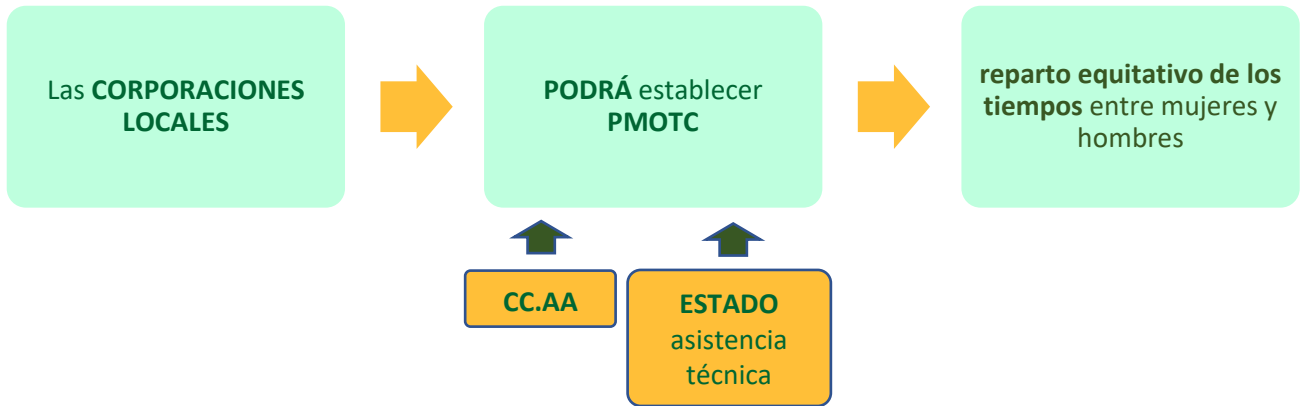 Las CORPORACIONES
LOCALES
PODRÁ establecer
PMOTC
reparto equitativo de los
tiempos entre mujeres y
hombres
CC.AA
ESTADO
asistencia
técnica